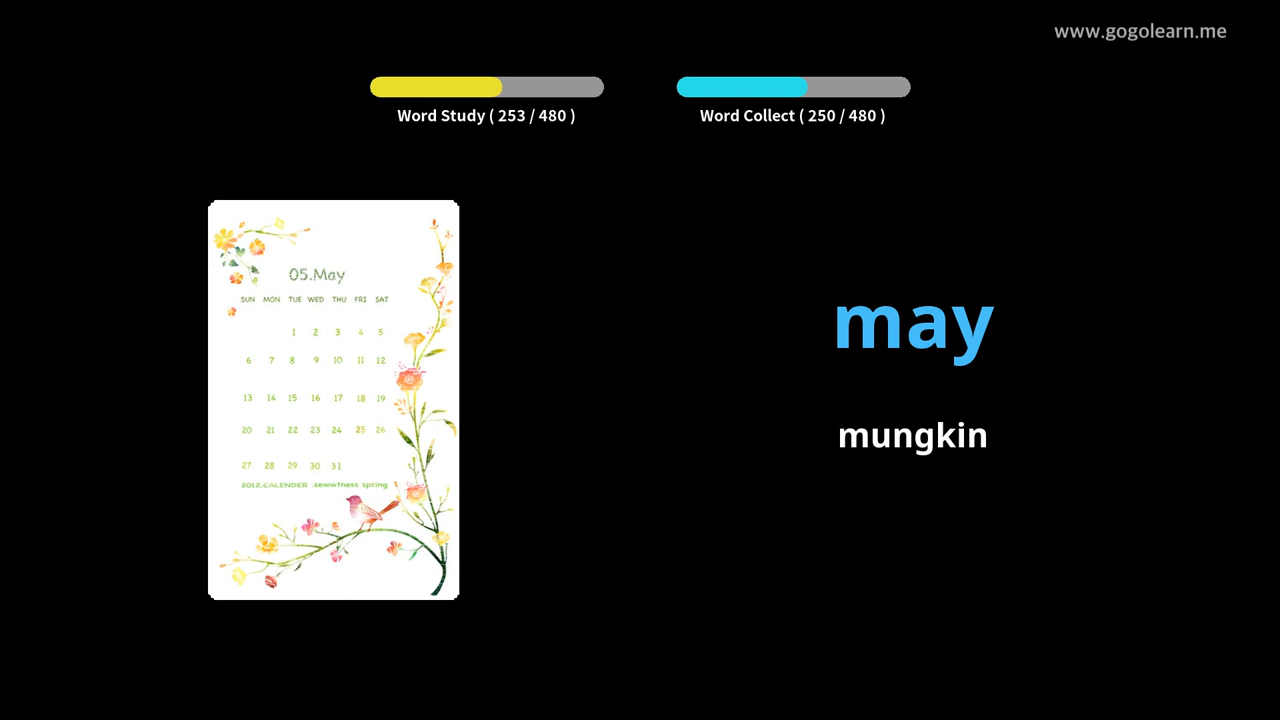 www.gogolearn.me
Word Study ( 253 / 480 )
Word Collect ( 250 / 480 )
05.May
SUN MON TUE WED THU FRI SAT
1 2 3 4 5
6 7 8 9 10 11 12
13 14 15 16 17 18 19
20 21 22 23 24 25 26
27 28 29 30 31
2012.CALENDER .sewwtness spring
may
mungkin